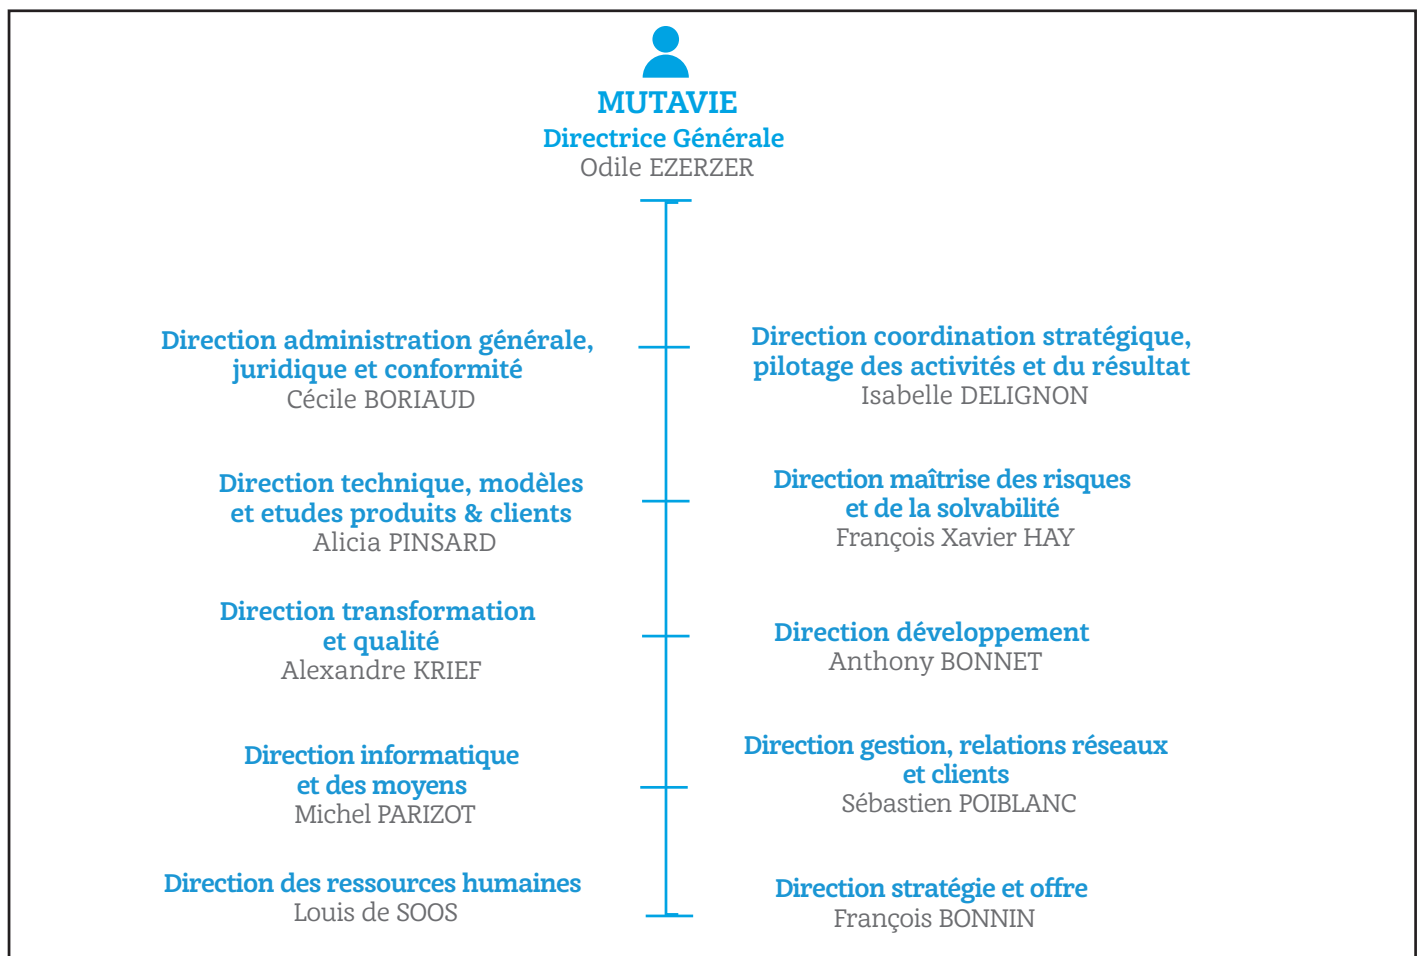 MUTAVIE
Directrice Générale
Odile EZERZER
Direction administration générale,
juridique et conformité
Cécile BORIAUD
Direction coordination stratégique,
pilotage des activités et du résultat
Isabelle DELIGNON
Direction technique, modèles
et etudes produits & clients
Alicia PINSARD
Direction maîtrise des risques
et de la solvabilité
François Xavier HAY
Direction transformation
et qualité
Alexandre KRIEF
Direction développement
Anthony BONNET
Direction informatique
et des moyens
Michel PARIZOT
Direction gestion, relations réseaux
et clients
Sébastien POIBLANC
Direction des ressources humaines
Louis de SOOS
Direction stratégie et offre
François BONNIN